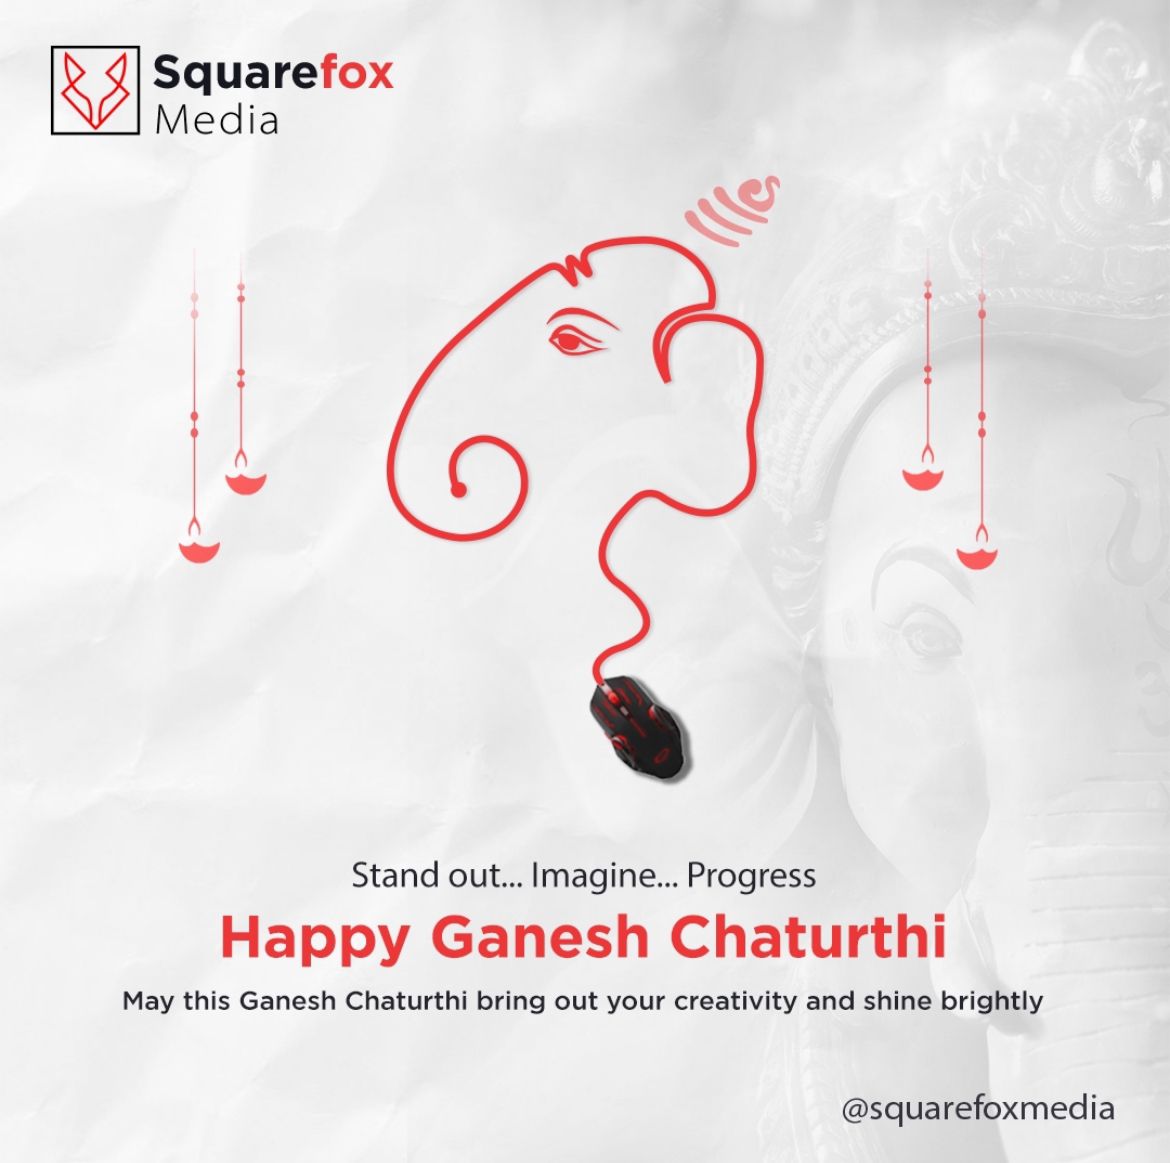 Squarefox
Media
Stand out... Imagine... Progress
Happy Ganesh Chaturthi
May this Ganesh Chaturthi bring out your creativity and shine brightly
@squarefoxmedia